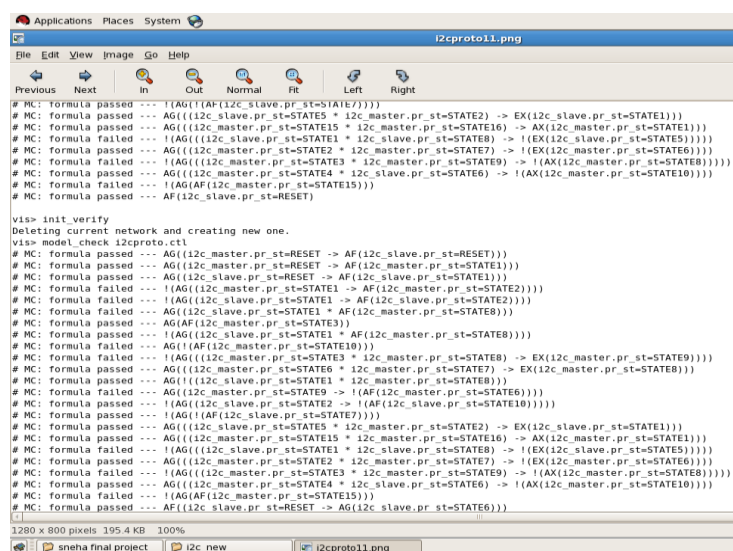 Applications Places System
i2cproto11.png
File Edit View Image Go Help
Previous Next In Out Normal Fit Left Right
# MC: formula passed --- !(AG(!(AF(i2c_slave.pr_st=STATE7))))
# MC: formula passed --- AG(((i2c_slave.pr_st=STATE5 * i2c_master.pr_st=STATE2) -> EX(i2c_slave.pr_st=STATE1)))
# MC: formula passed --- AG(((i2c_master.pr_st=STATE15 * i2c_master.pr_st=STATE16) -> AX(i2c_master.pr_st=STATE1)))
# MC: formula failed --- !(AG(((i2c_slave.pr_st=STATE1 * i2c_slave.pr_st=STATE8) -> !(EX(i2c_slave.pr_st=STATE5)))))
# MC: formula passed --- AG(((i2c_master.pr_st=STATE2 * i2c_master.pr_st=STATE7) -> !(EX(i2c_master.pr_st=STATE6))))
# MC: formula failed --- !(AG(((i2c_master.pr_st=STATE3 * i2c_master.pr_st=STATE9) -> !(AX(i2c_master.pr_st=STATE8)))))
# MC: formula passed --- AG(((i2c_master.pr_st=STATE4 * i2c_slave.pr_st=STATE6) -> !(AX(i2c_master.pr_st=STATE10))))
# MC: formula failed --- !(AG(AF(i2c_master.pr_st=STATE15)))
# MC: formula passed --- AF(i2c_slave.pr_st=RESET)
vis> init_verify
Deleting current network and creating new one.
vis> model_check i2cproto.ctl
# MC: formula passed --- AG((i2c_master.pr_st=RESET -> AF(i2c_slave.pr_st=RESET)))
# MC: formula passed --- AG((i2c_master.pr_st=RESET -> AF(i2c_master.pr_st=STATE1)))
# MC: formula passed --- AG((i2c_slave.pr_st=RESET -> AF(i2c_slave.pr_st=STATE1)))
# MC: formula failed --- !(AG((i2c_master.pr_st=STATE1 -> AF(i2c_master.pr_st=STATE2))))
# MC: formula failed --- !(AG((i2c_slave.pr_st=STATE1 -> AF(i2c_slave.pr_st=STATE2))))
# MC: formula failed --- AG((i2c_slave.pr_st=STATE1 * AF(i2c_master.pr_st=STATE8)))
# MC: formula passed --- AG(AF(i2c_master.pr_st=STATE3))
# MC: formula passed --- !(AG((i2c_slave.pr_st=STATE1 * AF(i2c_master.pr_st=STATE8))))
# MC: formula failed --- AG(!(AF(i2c_master.pr_st=STATE10)))
# MC: formula failed --- !(AG(((i2c_master.pr_st=STATE3 * i2c_master.pr_st=STATE8) -> EX(i2c_master.pr_st=STATE9))))
# MC: formula passed --- AG(((i2c_master.pr_st=STATE6 * i2c_master.pr_st=STATE7) -> EX(i2c_master.pr_st=STATE8)))
# MC: formula passed --- AG(!((i2c_slave.pr_st=STATE1 * i2c_slave.pr_st=STATE8)))
# MC: formula failed --- AG((i2c_master.pr_st=STATE9 -> !(AF(i2c_master.pr_st=STATE6))))
# MC: formula passed --- !(AG((i2c_slave.pr_st=STATE2 -> !(AF(i2c_slave.pr_st=STATE10)))))
# MC: formula passed --- !(AG(!(AF(i2c_slave.pr_st=STATE7))))
# MC: formula passed --- AG(((i2c_slave.pr_st=STATE5 * i2c_master.pr_st=STATE2) -> EX(i2c_slave.pr_st=STATE1)))
# MC: formula passed --- AG(((i2c_master.pr_st=STATE15 * i2c_master.pr_st=STATE16) -> AX(i2c_master.pr_st=STATE1)))
# MC: formula failed --- !(AG(((i2c_slave.pr_st=STATE1 * i2c_slave.pr_st=STATE8) -> !(EX(i2c_slave.pr_st=STATE5)))))
# MC: formula passed --- AG(((i2c_master.pr_st=STATE2 * i2c_master.pr_st=STATE7) -> !(EX(i2c_master.pr_st=STATE6))))
# MC: formula failed --- !(AG(((i2c_master.pr_st=STATE3 * i2c_master.pr_st=STATE9) -> !(AX(i2c_master.pr_st=STATE8)))))
# MC: formula passed --- AG(((i2c_master.pr_st=STATE4 * i2c_slave.pr_st=STATE6) -> !(AX(i2c_master.pr_st=STATE10))))
# MC: formula failed --- !(AG(AF(i2c_master.pr_st=STATE15)))
# MC: formula passed --- AF((i2c_slave.pr_st=RESET -> AG(i2c_slave.pr_st=STATE6)))
1280 x 800 pixels 195.4 KB 100%
sneha final project i2c_new i2cproto11.png